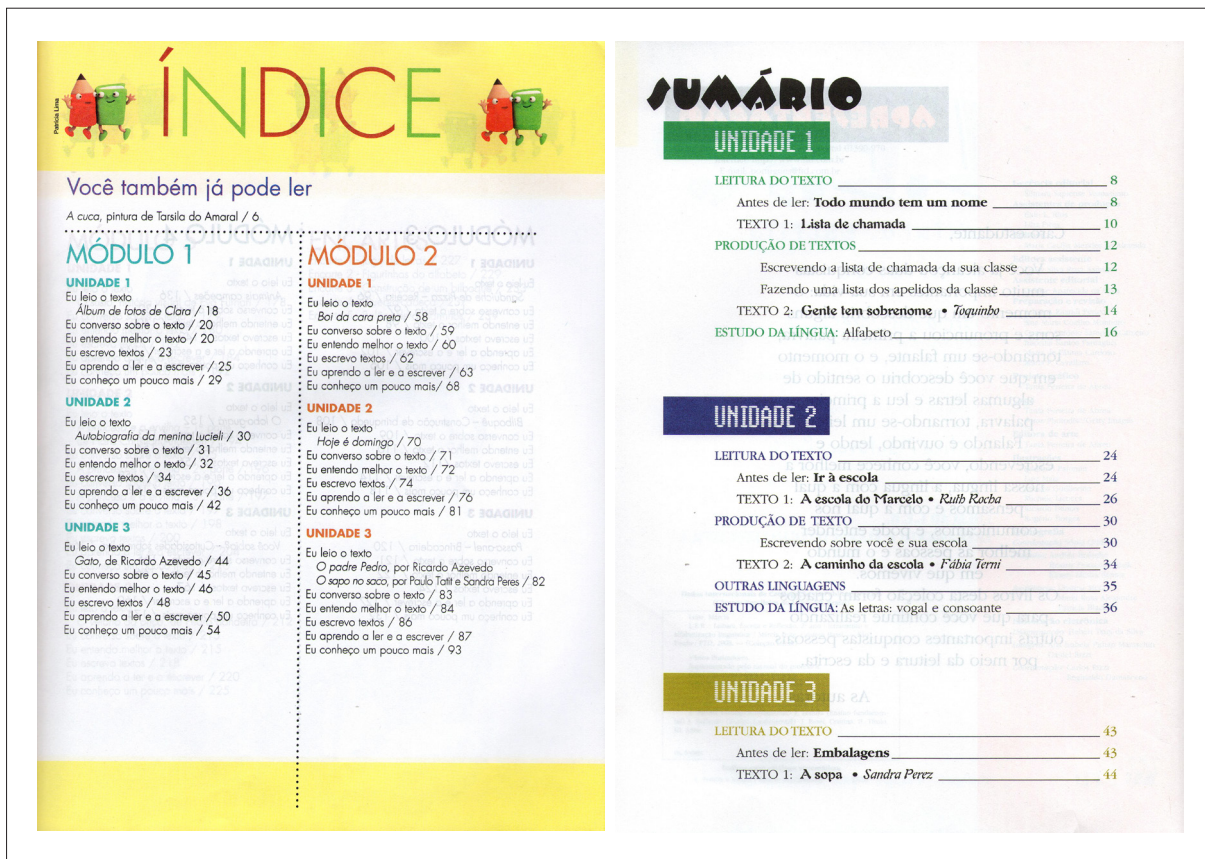 Patricia Lima
ÍNDICE
Você também já pode ler
A cuca, pintura de Tarsila do Amaral / 6
MÓDULO 1
UNIDADE 1
Eu leio o texto
Álbum de fotos de Clara / 18
Eu converso sobre o texto / 20
Eu entendo melhor o texto / 20
Eu escrevo textos / 23
Eu aprendo a ler e a escrever / 25
Eu conheço um pouco mais / 29
UNIDADE 2
Eu leio o texto
Autobiografia da menina Lucieli / 30
Eu converso sobre o texto / 31
Eu entendo melhor o texto / 32
Eu escrevo textos / 34
Eu aprendo a ler e a escrever / 36
Eu conheço um pouco mais / 42
UNIDADE 3
Eu leio o texto
Gato, de Ricardo Azevedo / 44
Eu converso sobre o texto / 45
Eu entendo melhor o texto / 46
Eu escrevo textos / 48
Eu aprendo a ler e a escrever / 50
Eu conheço um pouco mais / 54
MÓDULO 2
UNIDADE 1
Eu leio o texto
Boi da cara preta / 58
Eu converso sobre o texto / 59
Eu entendo melhor o texto / 60
Eu escrevo textos / 62
Eu aprendo a ler e a escrever / 63
Eu conheço um pouco mais/ 68
UNIDADE 2
Eu leio o texto
Hoje é domingo / 70
Eu converso sobre o texto / 71
Eu entendo melhor o texto / 72
Eu escrevo textos / 74
Eu aprendo a ler e a escrever / 76
Eu conheço um pouco mais / 81
UNIDADE 3
Eu leio o texto
O padre Pedro, por Ricardo Azevedo
O sapo no saco, por Paulo Tatit e Sandra Peres / 82
Eu converso sobre o texto / 83
Eu entendo melhor o texto / 84
Eu escrevo textos / 86
Eu aprendo a ler e a escrever / 87
Eu conheço um pouco mais / 93
SUMÁRIO
UNIDADE 1
LEITURA DO TEXTO 8
Antes de ler: Todo mundo tem um nome 8
TEXTO 1: Lista de chamada 10
PRODUÇÃO DE TEXTOS 12
Escrevendo a lista de chamada da sua classe 12
Fazendo uma lista dos apelidos da classe 13
TEXTO 2: Gente tem sobrenome • Toquinho 14
ESTUDO DA LÍNGUA: Alfabeto 16
UNIDADE 2
LEITURA DO TEXTO 24
Antes de ler: Ir à escola 24
TEXTO 1: A escola do Marcelo • Ruth Rocha 26
PRODUÇÃO DE TEXTO 30
Escrevendo sobre você e sua escola 30
TEXTO 2: A caminho da escola • Fábia Terni 34
OUTRAS LINGUAGENS 35
ESTUDO DA LÍNGUA: As letras: vogal e consoante 36
UNIDADE 3
LEITURA DO TEXTO 43
Antes de ler: Embalagens 43
TEXTO 1: A sopa • Sandra Perez 44